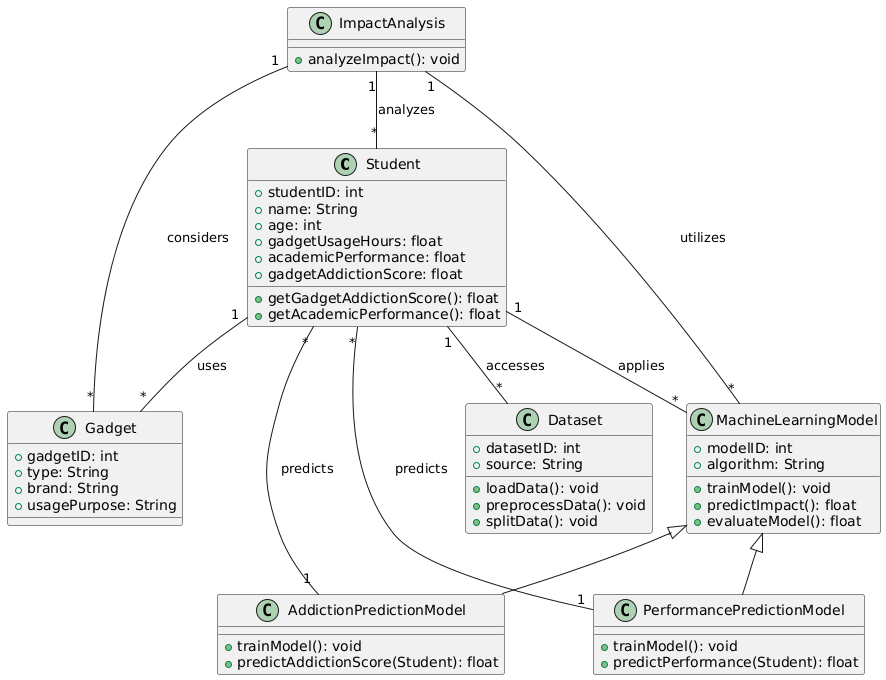 C ImpactAnalysis
analyzeImpact(): void
1
1
1
analyzes
*
C Student
studentID: int
name: String
age: int
gadgetUsageHours: float
academicPerformance: float
gadgetAddictionScore: float
getGadgetAddictionScore(): float
getAcademicPerformance(): float
considers
utilizes
1
*
*
1
1
uses
accesses
applies
*
*
*
*
*
C Gadget
gadgetID: int
type: String
brand: String
usagePurpose: String
predicts
predicts
C Dataset
datasetID: int
source: String
loadData(): void
preprocessData(): void
splitData(): void
C MachineLearningModel
modelID: int
algorithm: String
trainModel(): void
predictImpact(): float
evaluateModel(): float
1
1
C AddictionPredictionModel
trainModel(): void
predictAddictionScore(Student): float
C PerformancePredictionModel
trainModel(): void
predictPerformance(Student): float